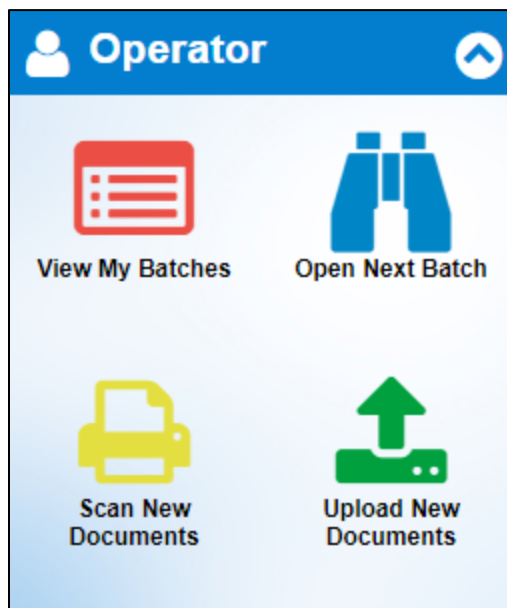 Operator
View My Batches
Open Next Batch
Scan New
Documents
Upload New
Documents